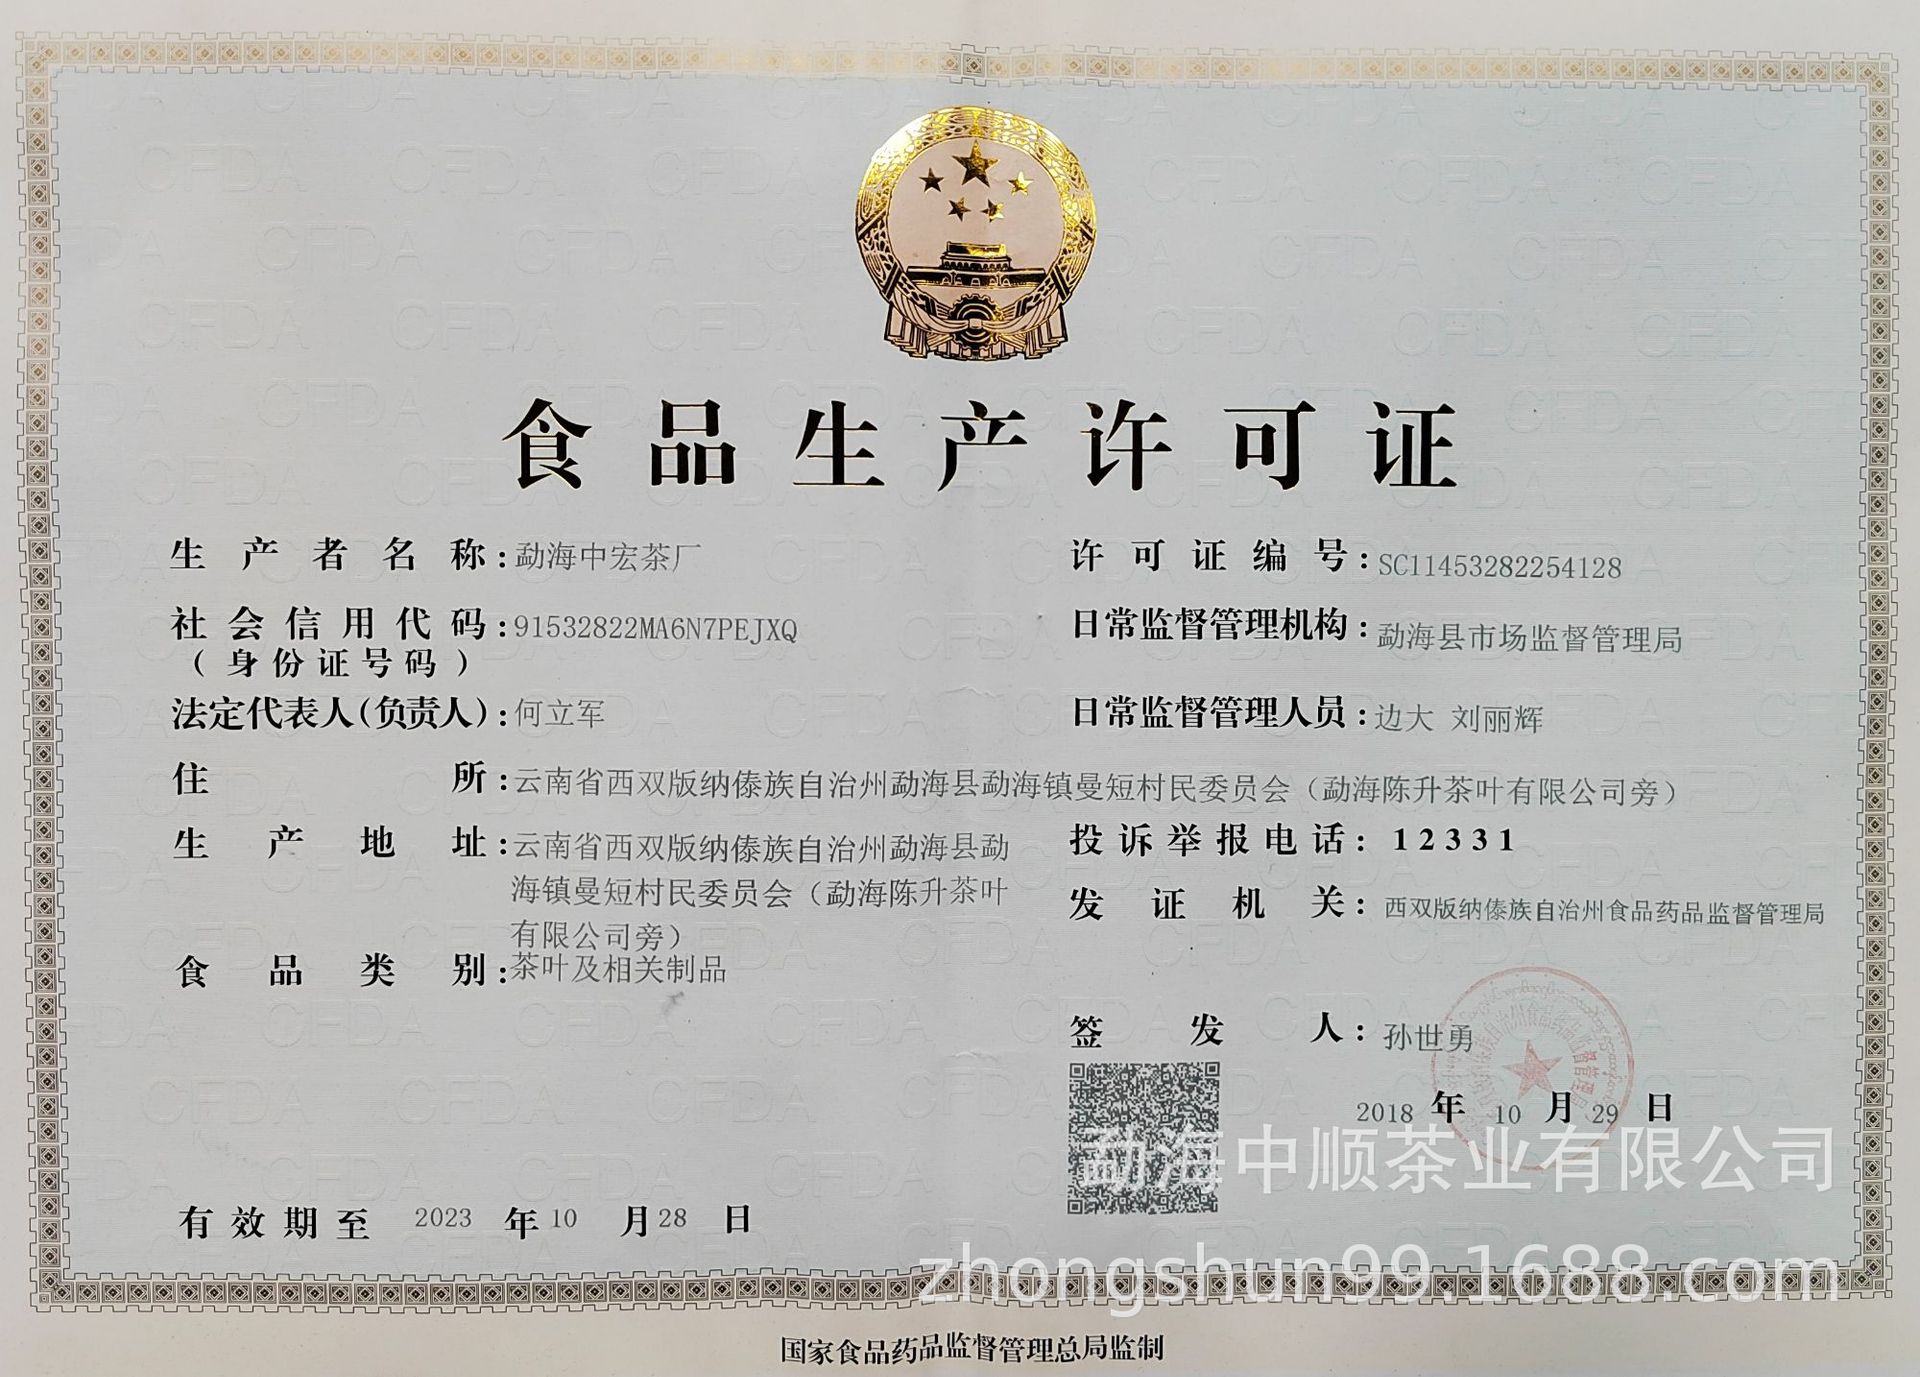 食品生产许可证
生产者名称:勐海中宏茶厂
许可证编号:SC11453282254128
社会信用代码:91532822MA6N7PEJXQ
(身份证号码)
日常监督管理机构:勐海县市场监督管理局
法定代表人(负责人):何立军
日常监督管理人员:边大 刘丽辉
住所:云南省西双版纳傣族自治州勐海县勐海镇曼短村民委员会（勐海陈升茶叶有限公司旁）
生产地址:云南省西双版纳傣族自治州勐海县勐
海镇曼短村民委员会（勐海陈升茶叶
有限公司旁）
投诉举报电话:12331
发证机关:西双版纳傣族自治州食品药品监督管理局
食品类别:茶叶及相关制品
签发人:孙世勇
2018 年 10 月 29 日
勐海中顺茶业有限公司
有效期至 2023 年 10 月 28 日
zhongshun99.1688.com
国家食品药品监督管理总局监制